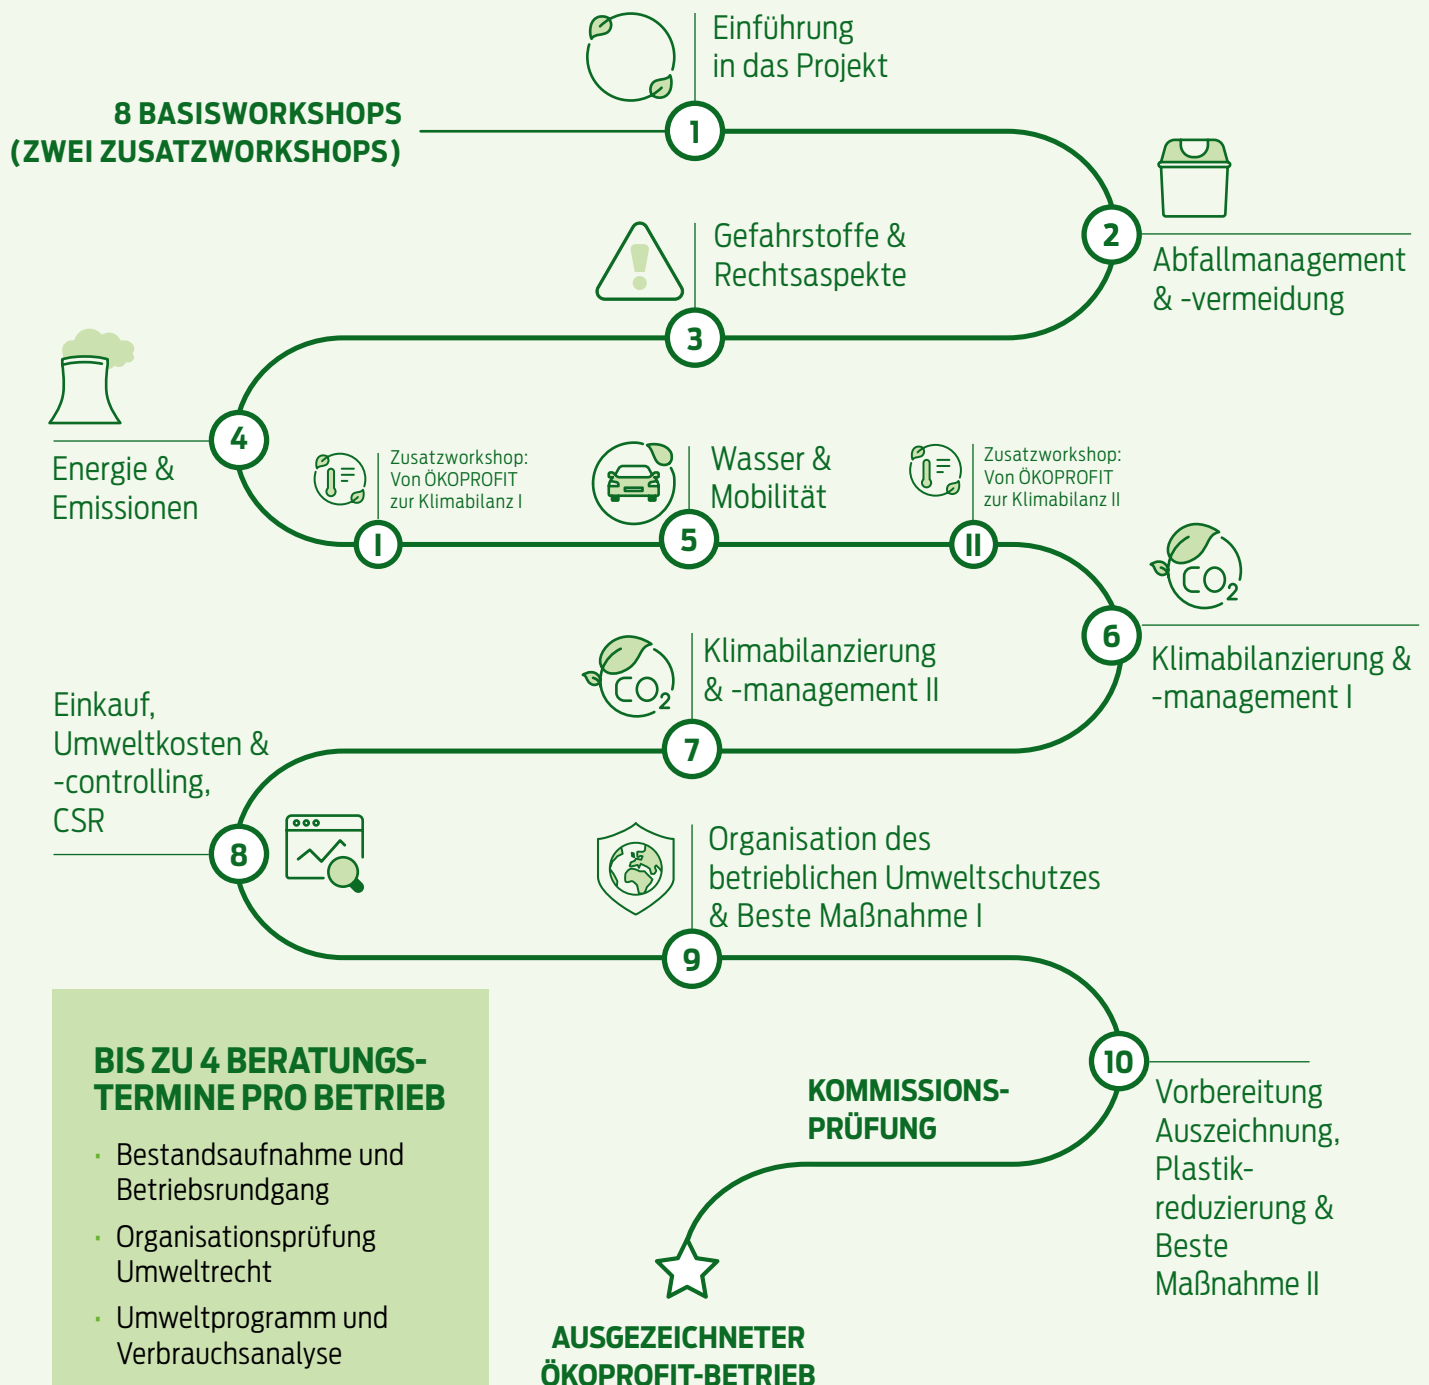 8 BASISWORKSHOPS
(ZWEI ZUSATZWORKSHOPS)
Einführung
in das Projekt
1
2
Abfallmanagement
& -vermeidung
Gefahrstoffe &
Rechtsaspekte
3
4
Energie &
Emissionen
Zusatzworkshop:
Von ÖKOPROFIT
zur Klimabilanz I
I
Wasser &
Mobilität
5
Zusatzworkshop:
Von ÖKOPROFIT
zur Klimabilanz II
II
CO2
6
Klimabilanzierung &
-management I
CO2
Klimabilanzierung
& -management II
7
Einkauf,
Umweltkosten &
-controlling,
CSR
8
Organisation des
betrieblichen Umweltschutzes
& Beste Maßnahme I
9
10
Vorbereitung
Auszeichnung,
Plastik-
reduzierung &
Beste
Maßnahme II
KOMMISSIONS-
PRÜFUNG
AUSGEZEICHNETER
ÖKOPROFIT-BETRIEB
BIS ZU 4 BERATUNGS-
TERMINE PRO BETRIEB
· Bestandsaufnahme und
Betriebsrundgang
· Organisationsprüfung
Umweltrecht
· Umweltprogramm und
Verbrauchsanalyse